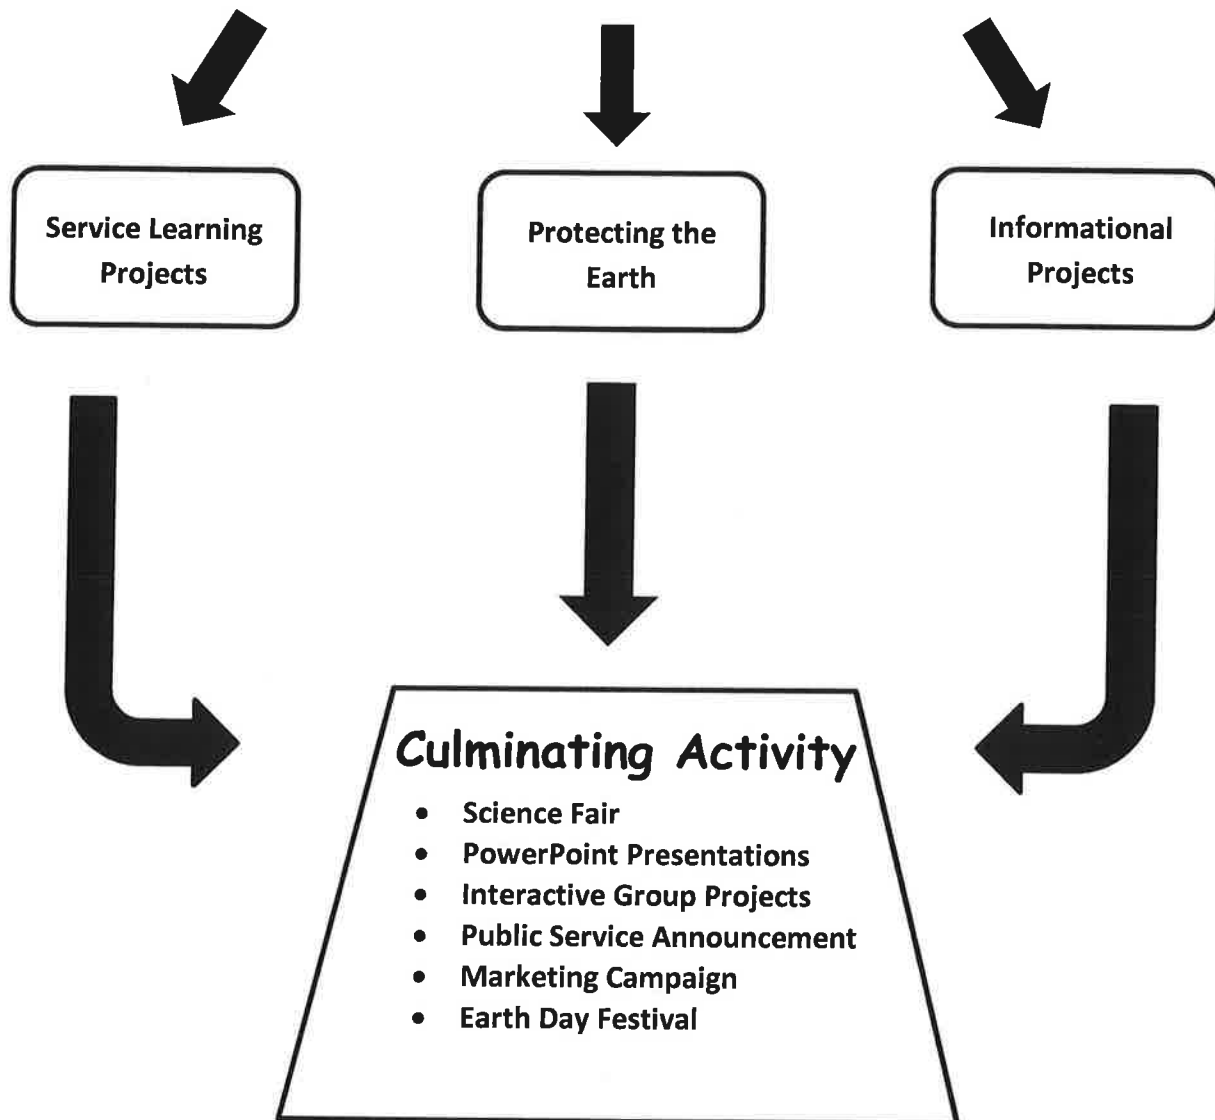 Service Learning
Projects
Protecting the
Earth
Informational
Projects
Culminating Activity
• Science Fair
• PowerPoint Presentations
• Interactive Group Projects
• Public Service Announcement
• Marketing Campaign
• Earth Day Festival